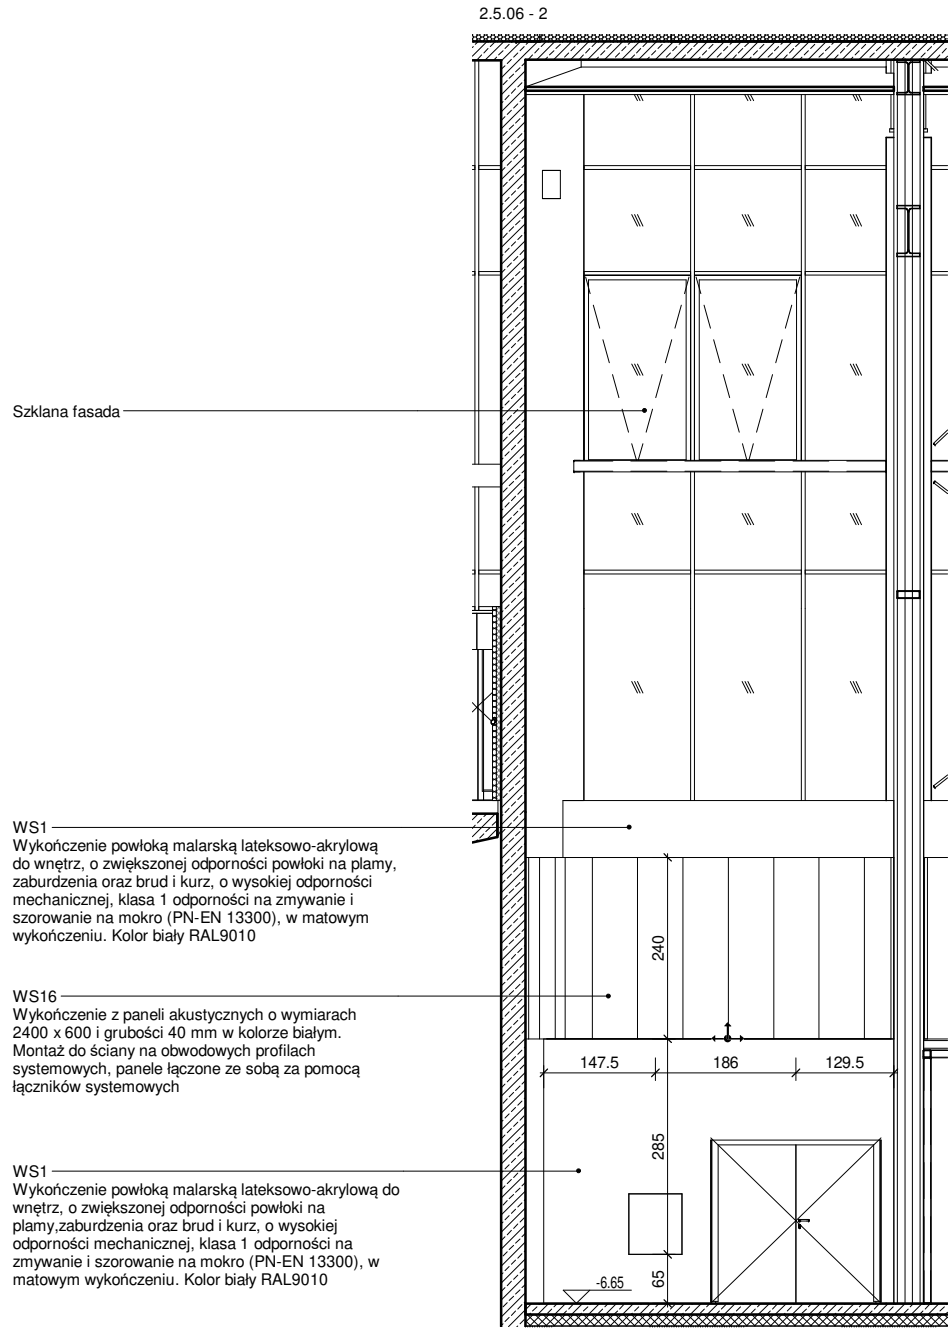 2.5.06 - 2
Szklana fasada
WS1
Wykończenie powłoką malarską lateksowo-akrylową
do wnętrz, o zwiększonej odporności powłoki na plamy,
zaburdzenia oraz brud i kurz, o wysokiej odporności
mechanicznej, klasa 1 odporności na zmywanie i
szorowanie na mokro (PN-EN 13300), w matowym
wykończeniu. Kolor biały RAL9010
240
WS16
Wykończenie z paneli akustycznych o wymiarach
2400 x 600 i grubości 40 mm w kolorze białym.
Montaż do ściany na obwodowych profilach
systemowych, panele łączone ze sobą za pomocą
łączników systemowych
147.5
186
129.5
285
WS1
Wykończenie powłoką malarską lateksowo-akrylową do
wnętrz, o zwiększonej odporności powłoki na
plamy,zaburdzenia oraz brud i kurz, o wysokiej
odporności mechanicznej, klasa 1 odporności na
zmywanie i szorowanie na mokro (PN-EN 13300), w
matowym wykończeniu. Kolor biały RAL9010
65
-6.65